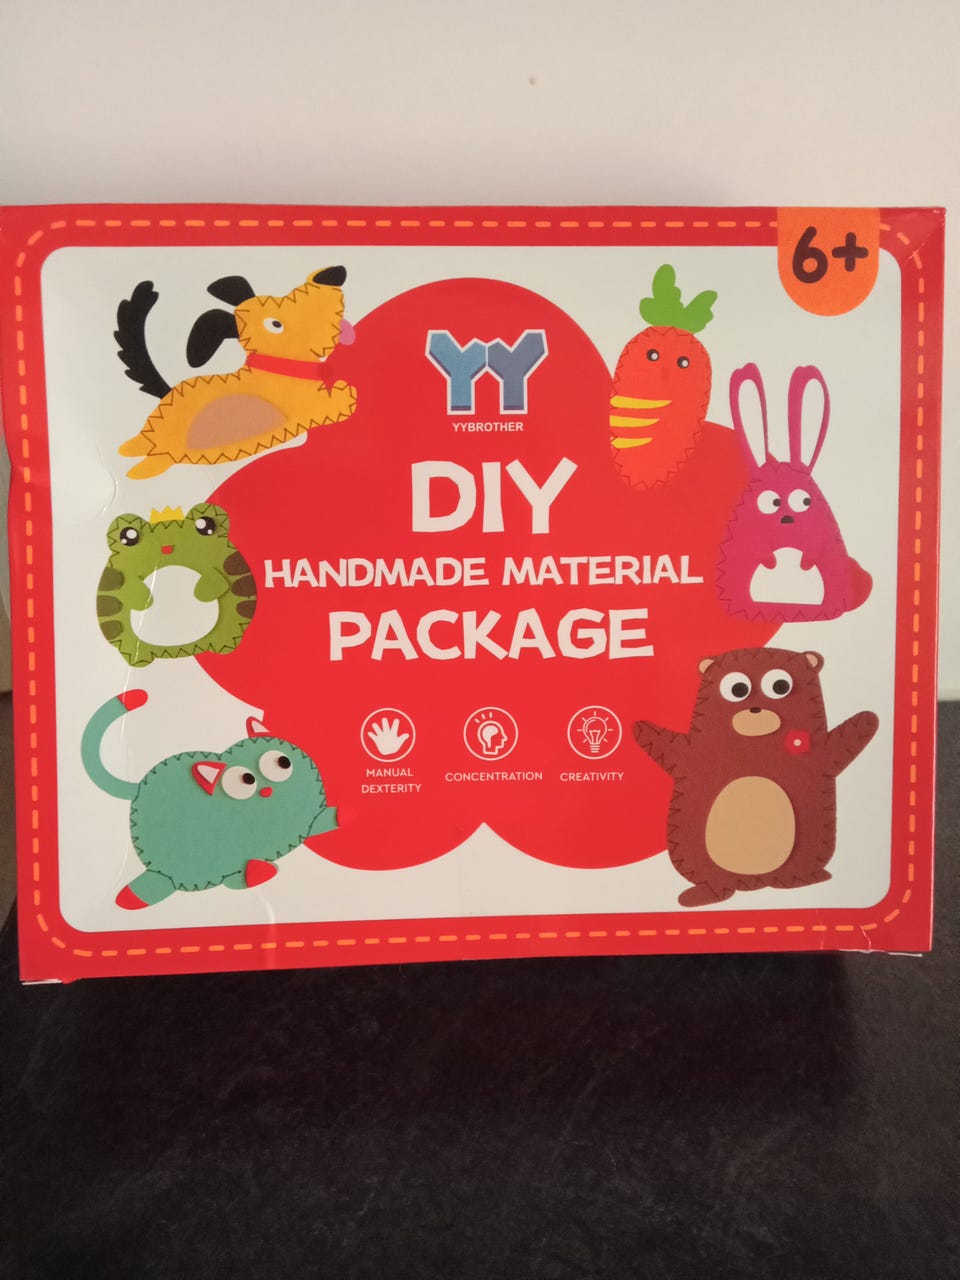 6+
YY
YYBROTHER
DIY
HANDMADE MATERIAL
PACKAGE
MANUAL
DEXTERITY
CONCENTRATION
CREATIVITY